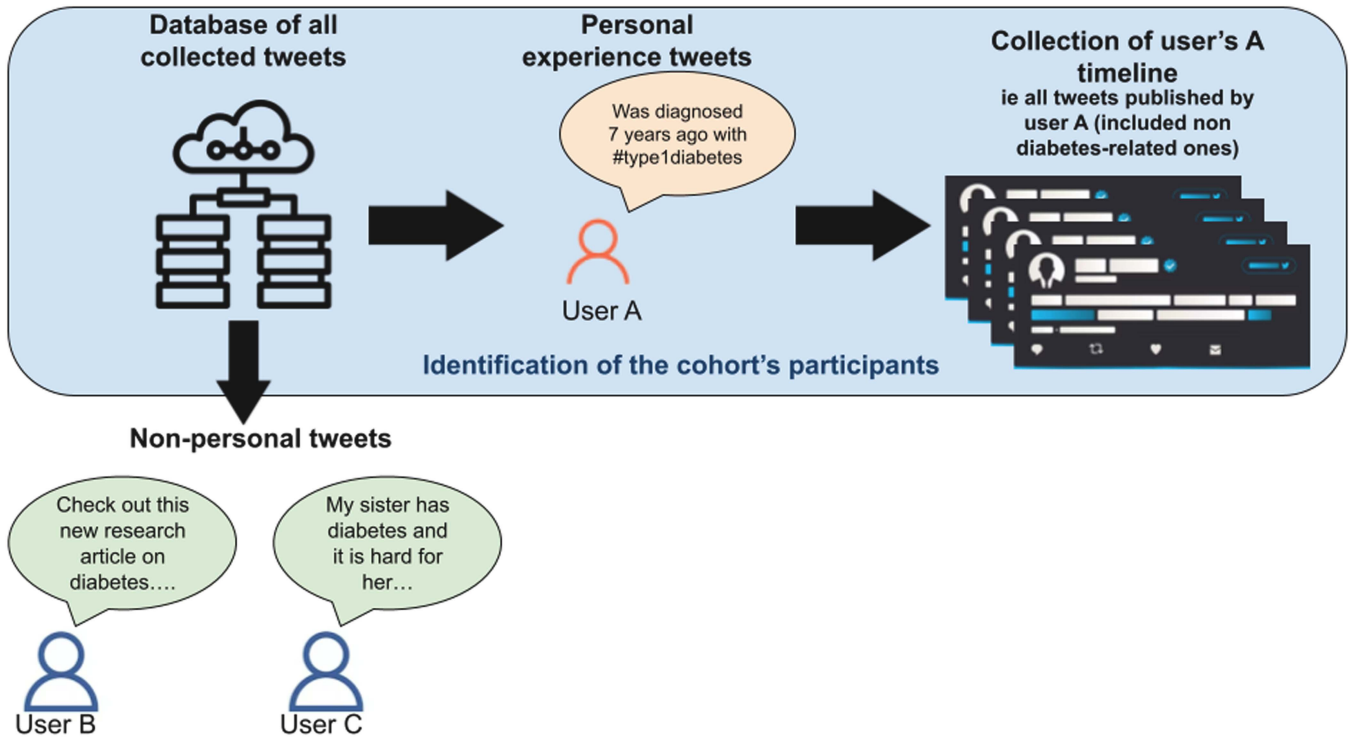 Database of all
collected tweets
Personal
experience tweets
Collection of user's A
timeline
ie all tweets published by
user A (included non
diabetes-related ones)
Was diagnosed
7 years ago with
#type1diabetes
User A
Identification of the cohort's participants
Non-personal tweets
Check out this
new research
article on
diabetes....
My sister has
diabetes and
it is hard for
her...
User B
User C